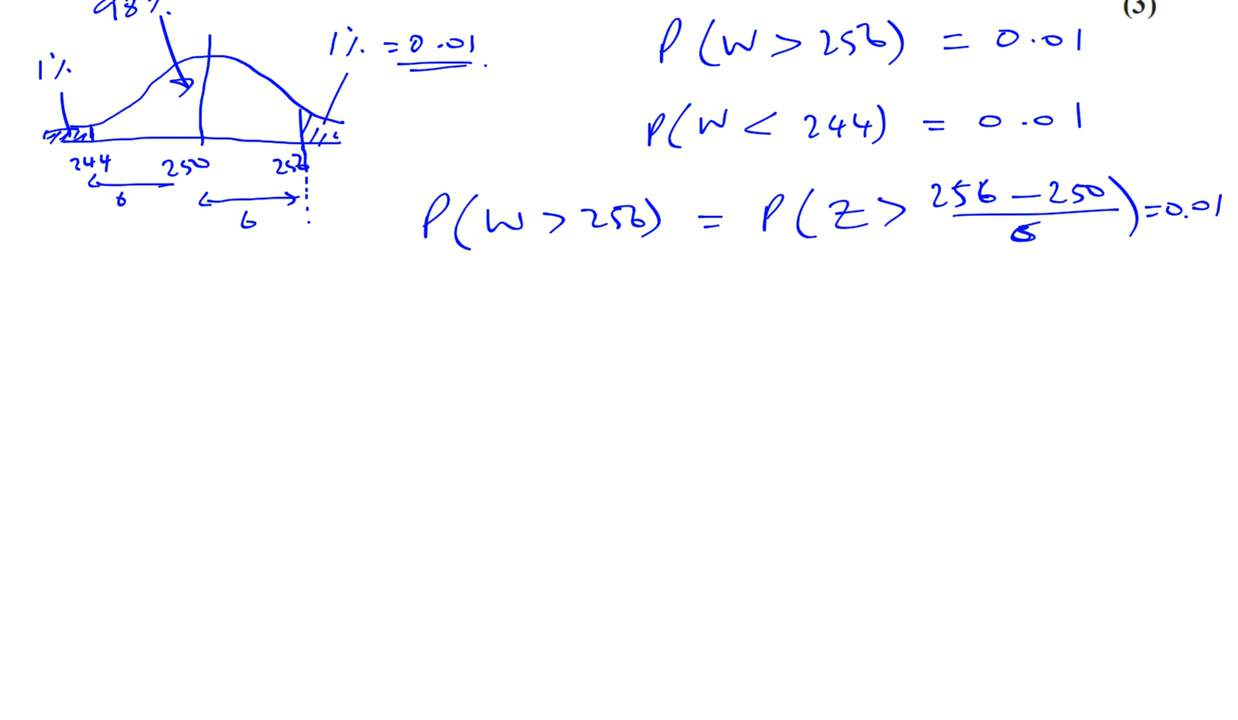 (3)
98%.
1% = 0.01.
1%
244 250 256
6 6
P(W > 256) = 0.01
P(W < 244) = 0.01
P(W > 256) = P(Z > (256 - 250)/σ) = 0.01